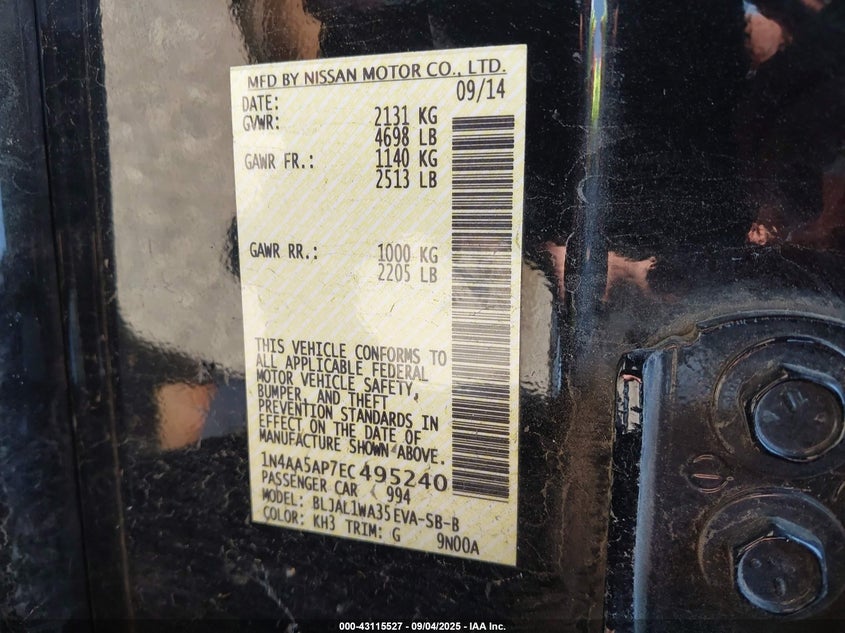 MFD BY NISSAN MOTOR CO., LTD.
DATE: 09/14
GVWR: 2131 KG
4698 LB
GAWR FR.: 1140 KG
2513 LB
GAWR RR.: 1000 KG
2205 LB
THIS VEHICLE CONFORMS TO
ALL APPLICABLE FEDERAL
MOTOR VEHICLE SAFETY,
BUMPER, AND THEFT
PREVENTION STANDARDS IN
EFFECT ON THE DATE OF
MANUFACTURE SHOWN ABOVE.
1N4AA5AP7EC495240
PASSENGER CAR 994
MODEL: BLJAL1WA35EVA-SB-B
COLOR: KH3 TRIM: G 9N00A
000-43115527 - 09/04/2025 - IAA Inc.